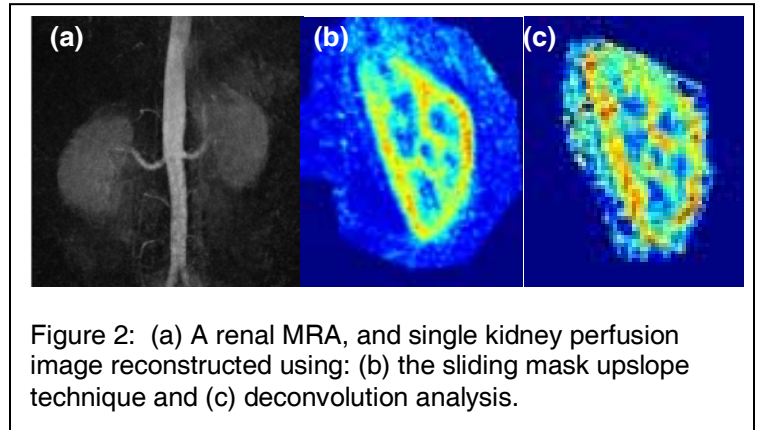 (a) (b) (c)
Figure 2: (a) A renal MRA, and single kidney perfusion
image reconstructed using: (b) the sliding mask upslope
technique and (c) deconvolution analysis.